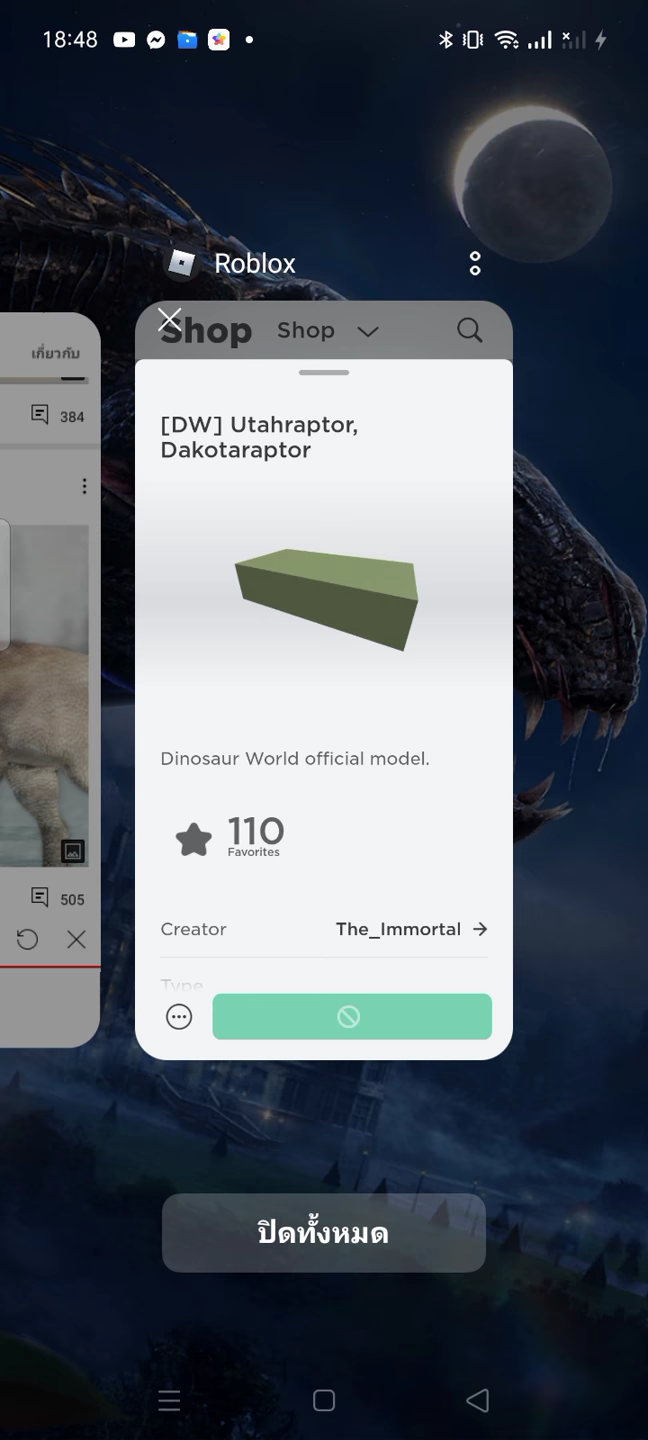 18:48
Roblox
Shop
Shop
เกี่ยวกับ
384
[DW] Utahraptor,
Dakotaraptor
Dinosaur World official model.
110
Favorites
505
Creator
The_Immortal
Type
ปิดทั้งหมด